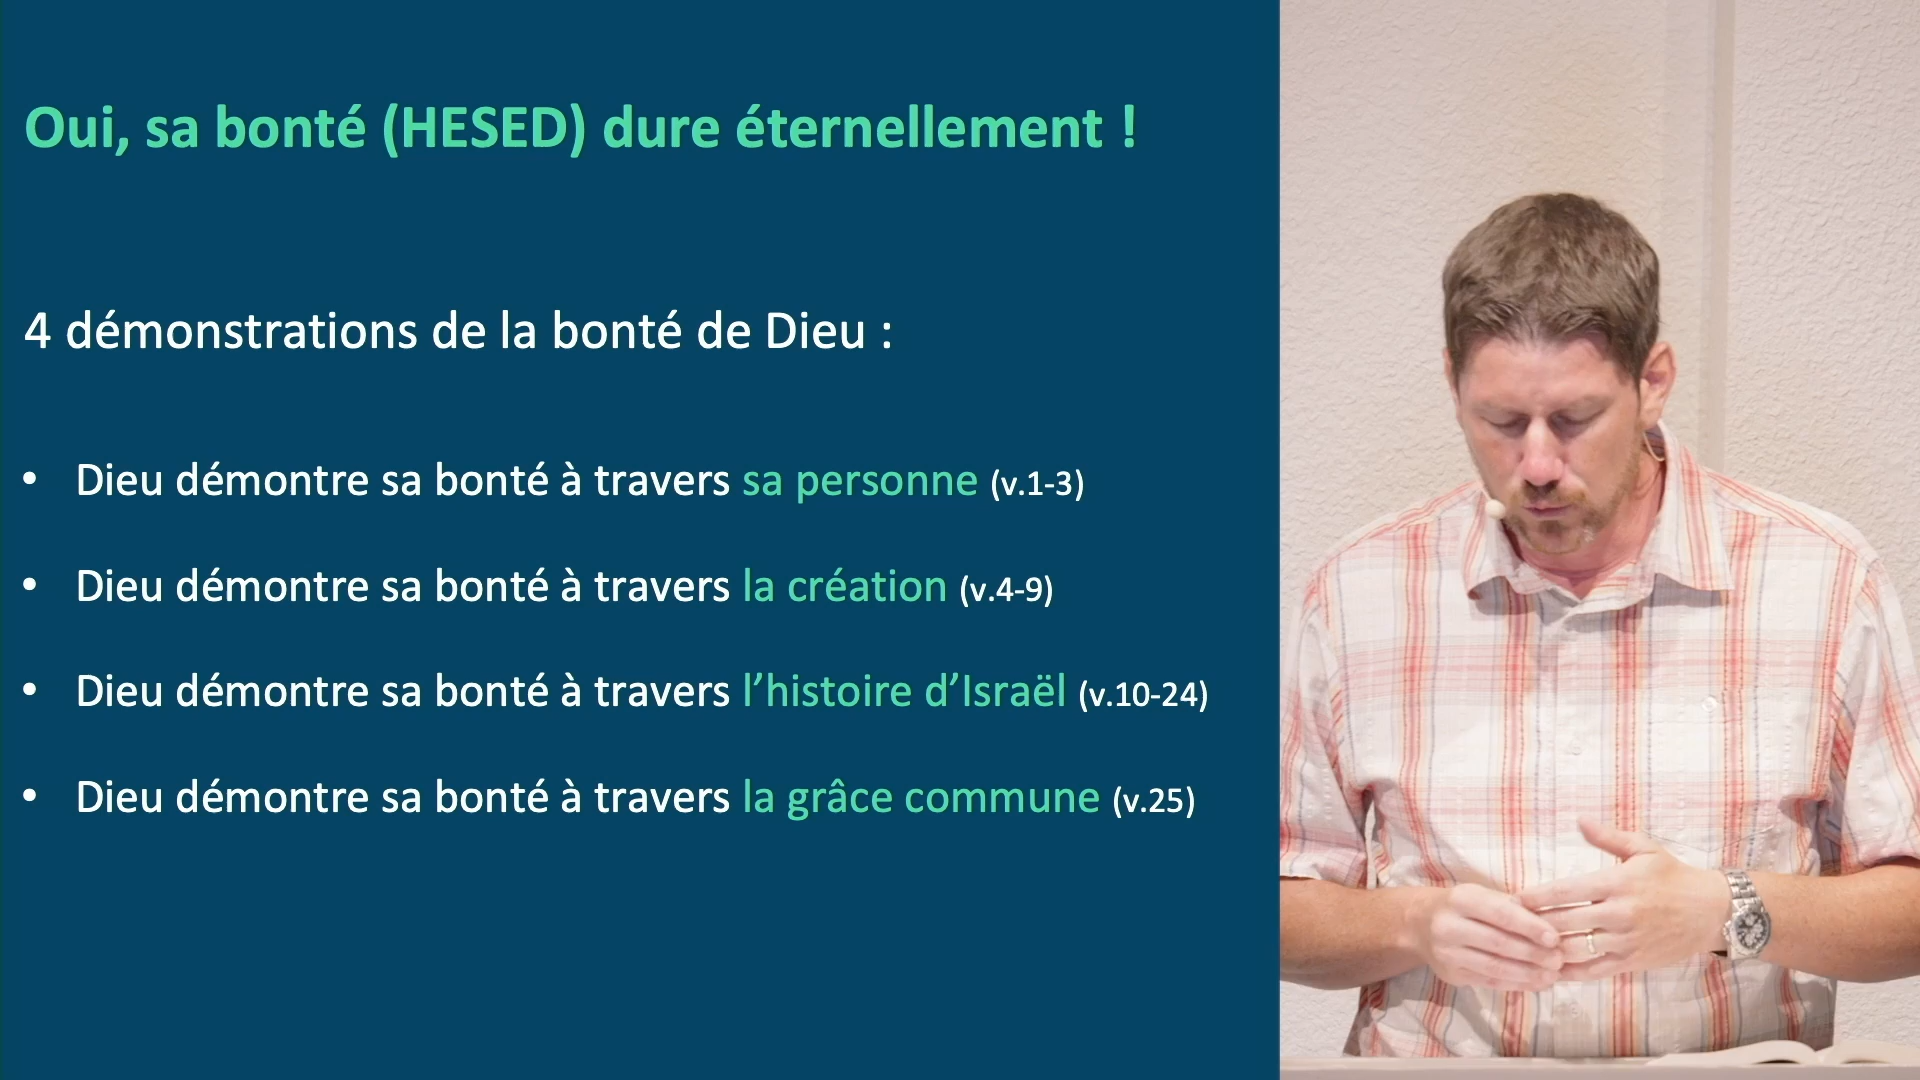 Oui, sa bonté (HESED) dure éternellement !
4 démonstrations de la bonté de Dieu :
• Dieu démontre sa bonté à travers sa personne (v.1-3)
• Dieu démontre sa bonté à travers la création (v.4-9)
• Dieu démontre sa bonté à travers l’histoire d’Israël (v.10-24)
• Dieu démontre sa bonté à travers la grâce commune (v.25)